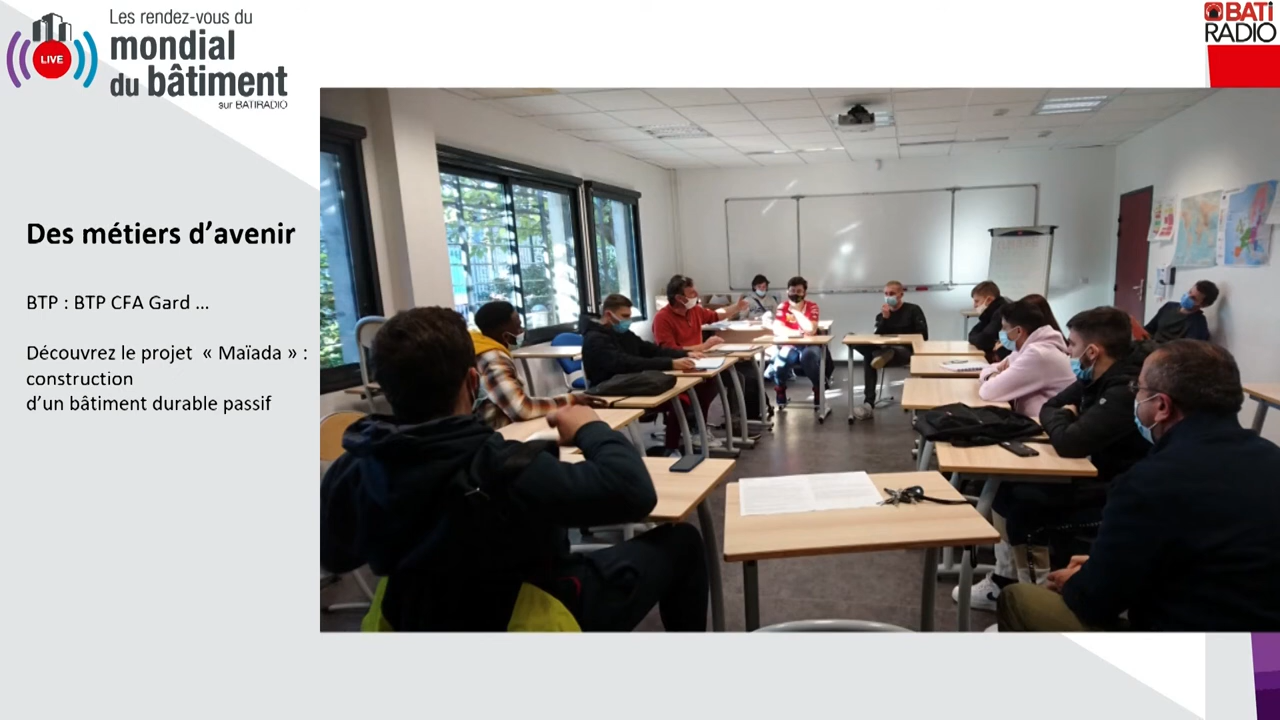 Les rendez-vous du
mondial
du bâtiment
sur BATIRADIO
LIVE
BATi
RADIO
Des métiers d’avenir
BTP : BTP CFA Gard ...
Découvrez le projet « Maïada » :
construction
d’un bâtiment durable passif